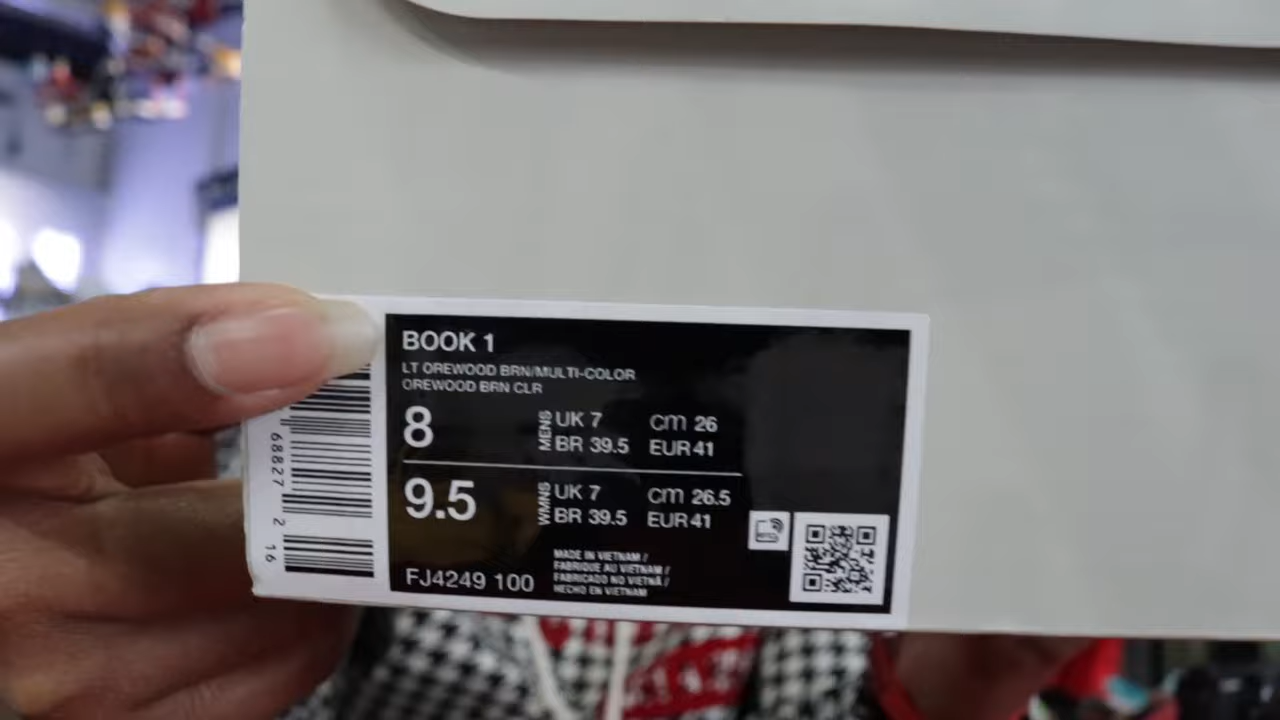 BOOK 1
LT OREWOOD BRN/MULTI-COLOR
OREWOOD BRN CLR
8
MENS
UK 7
CM 26
BR 39.5
EUR 41
9.5
WMNS
UK 7
CM 26.5
BR 39.5
EUR 41
FJ4249 100
MADE IN VIETNAM /
FABRIQUE AU VIETNAM /
FABRICADO NO VIETNÃ /
HECHO EN VIETNAM
68827 2 16